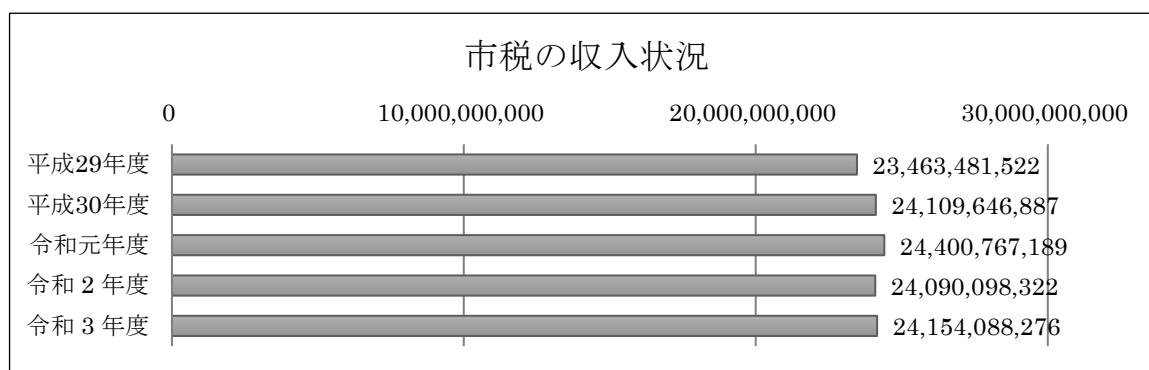 市税の収入状況
0 10,000,000,000 20,000,000,000 30,000,000,000
平成29年度 23,463,481,522
平成30年度 24,109,646,887
令和元年度 24,400,767,189
令和２年度 24,090,098,322
令和３年度 24,154,088,276